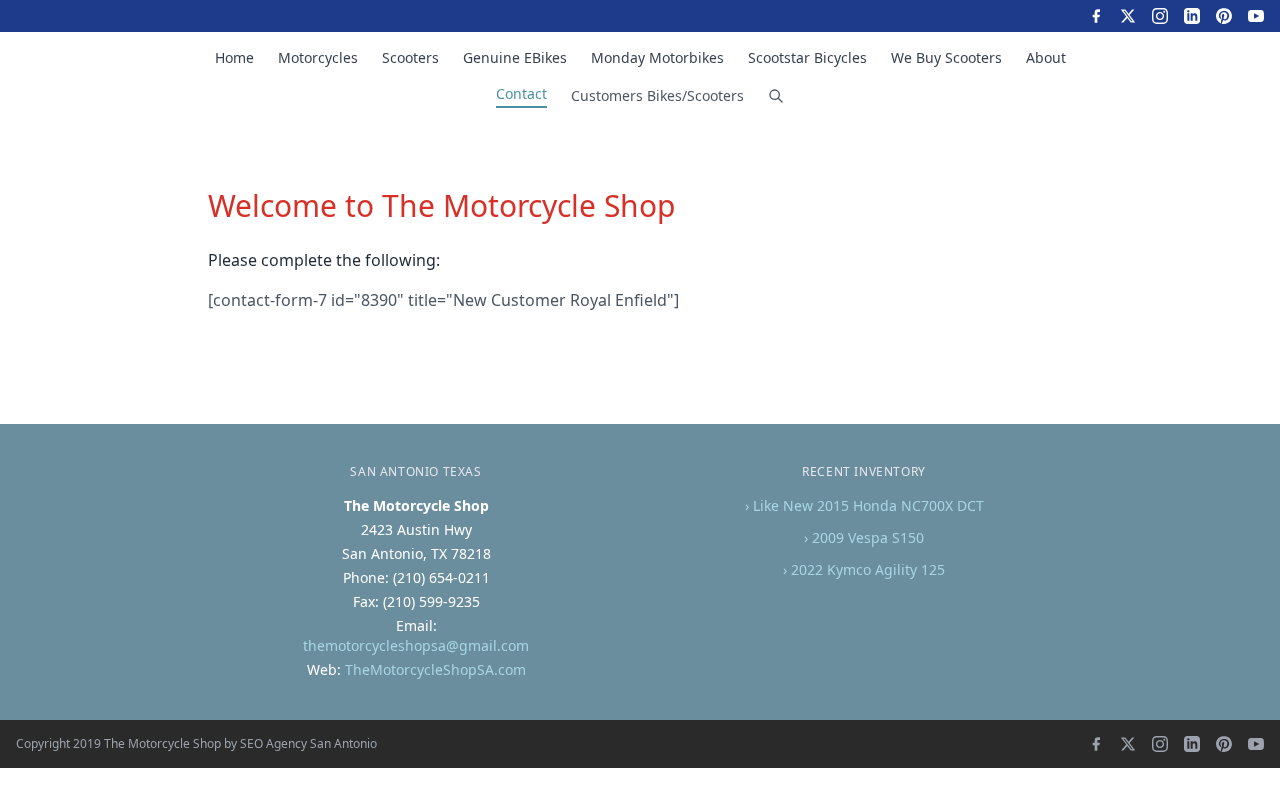 Home Motorcycles Scooters Genuine EBikes Monday Motorbikes Scootstar Bicycles We Buy Scooters About
Contact Customers Bikes/Scooters
Welcome to The Motorcycle Shop
Please complete the following:
[contact-form-7 id="8390" title="New Customer Royal Enfield"]
SAN ANTONIO TEXAS
The Motorcycle Shop
2423 Austin Hwy
San Antonio, TX 78218
Phone: (210) 654-0211
Fax: (210) 599-9235
Email:
themotorcycleshopsa@gmail.com
Web: TheMotorcycleShopSA.com
RECENT INVENTORY
› Like New 2015 Honda NC700X DCT
› 2009 Vespa S150
› 2022 Kymco Agility 125
Copyright 2019 The Motorcycle Shop by SEO Agency San Antonio